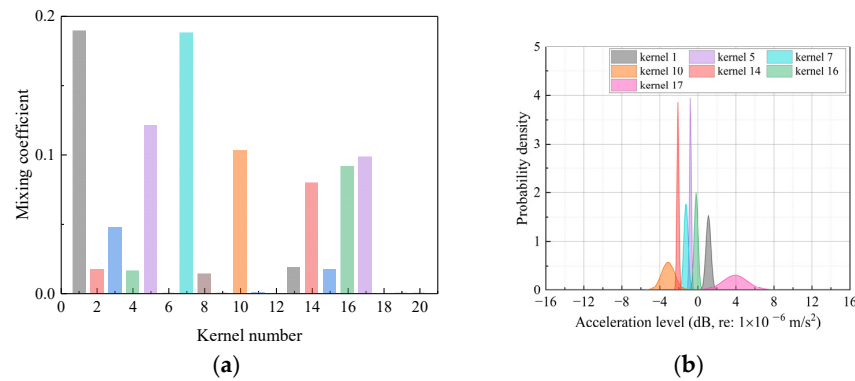 0.2
0.1
0.0
Mixing coefficient
0 2 4 6 8 10 12 14 16 18 20
Kernel number
(a)
5
4
3
2
1
0
Probability density
kernel 1 kernel 5 kernel 7
kernel 10 kernel 14 kernel 16
kernel 17
−16 −12 −8 −4 0 4 8 12 16
Acceleration level (dB, re: 1×10⁻⁶ m/s²)
(b)